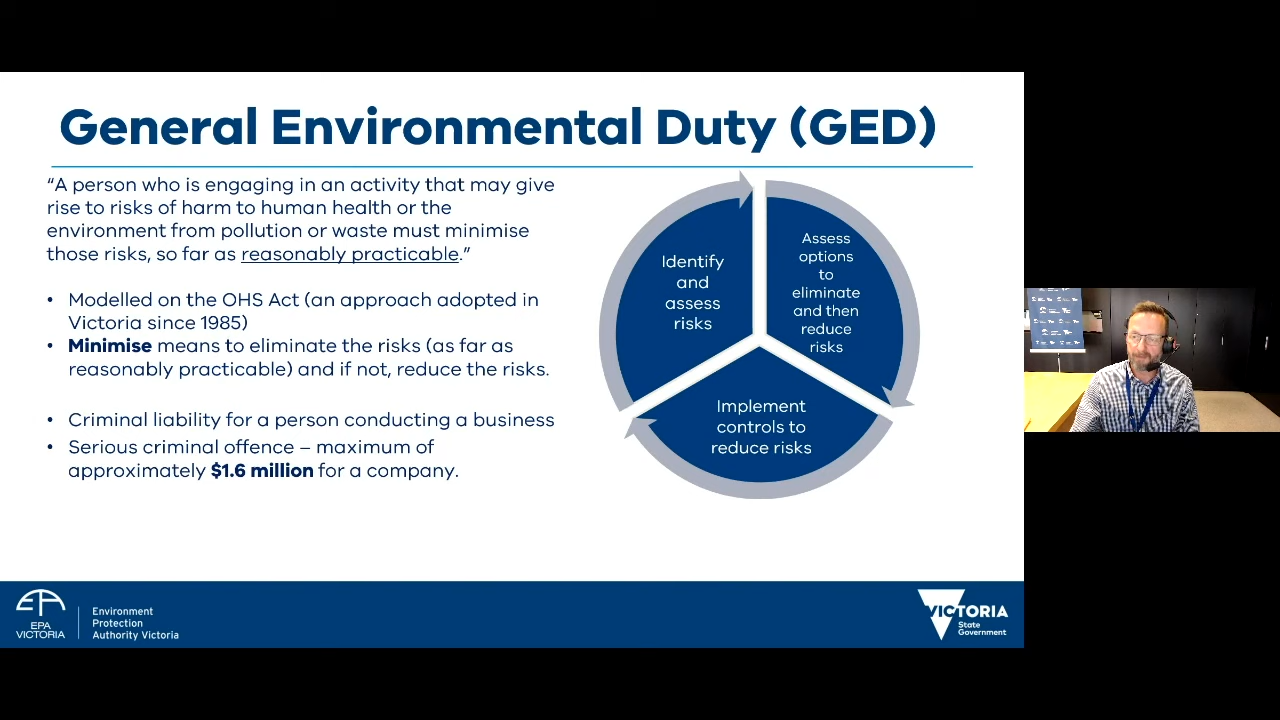 General Environmental Duty (GED)
“A person who is engaging in an activity that may give
rise to risks of harm to human health or the
environment from pollution or waste must minimise
those risks, so far as reasonably practicable.”
• Modelled on the OHS Act (an approach adopted in
Victoria since 1985)
• Minimise means to eliminate the risks (as far as
reasonably practicable) and if not, reduce the risks.
• Criminal liability for a person conducting a business
• Serious criminal offence – maximum of
approximately $1.6 million for a company.
Identify
and
assess
risks
Assess
options
to
eliminate
and then
reduce
risks
Implement
controls to
reduce risks
EPA
VICTORIA
Environment
Protection
Authority Victoria
VICTORIA
State
Government